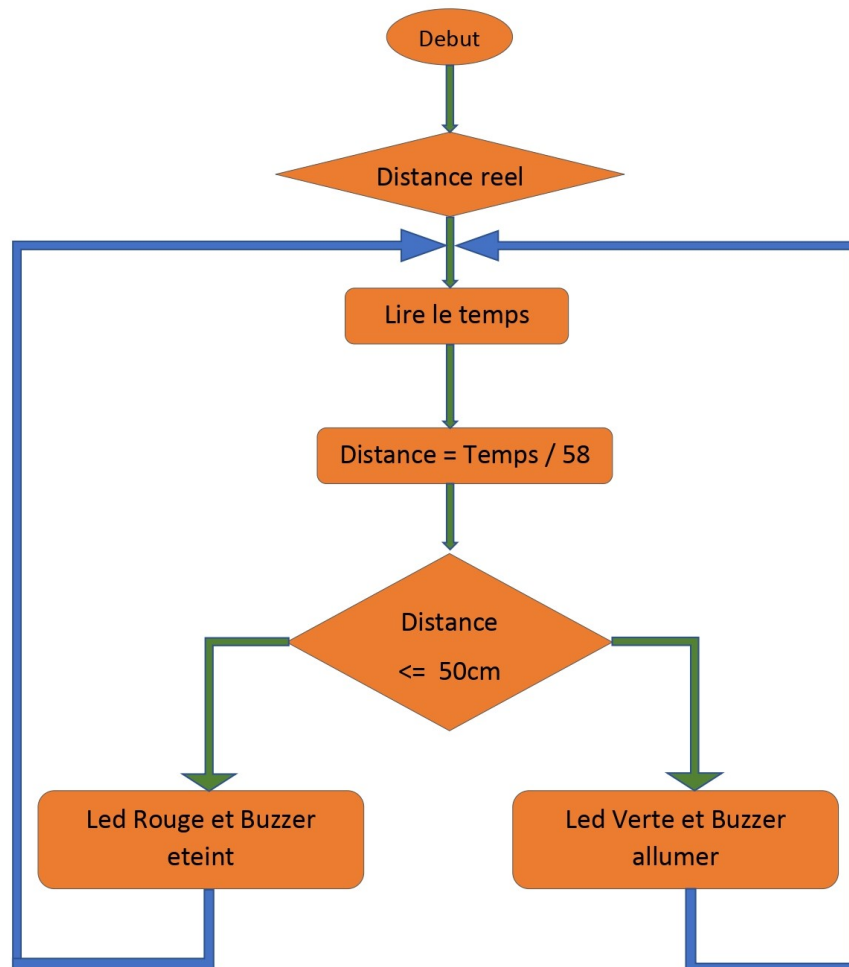 Debut
Distance reel
Lire le temps
Distance = Temps / 58
Distance
<= 50cm
Led Rouge et Buzzer
eteint
Led Verte et Buzzer
allumer